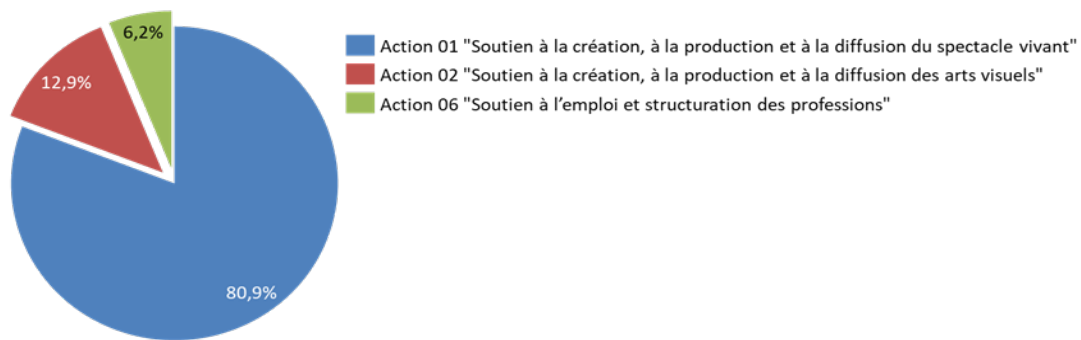 6,2%
12,9%
80,9%
Action 01 "Soutien à la création, à la production et à la diffusion du spectacle vivant"
Action 02 "Soutien à la création, à la production et à la diffusion des arts visuels"
Action 06 "Soutien à l’emploi et structuration des professions"